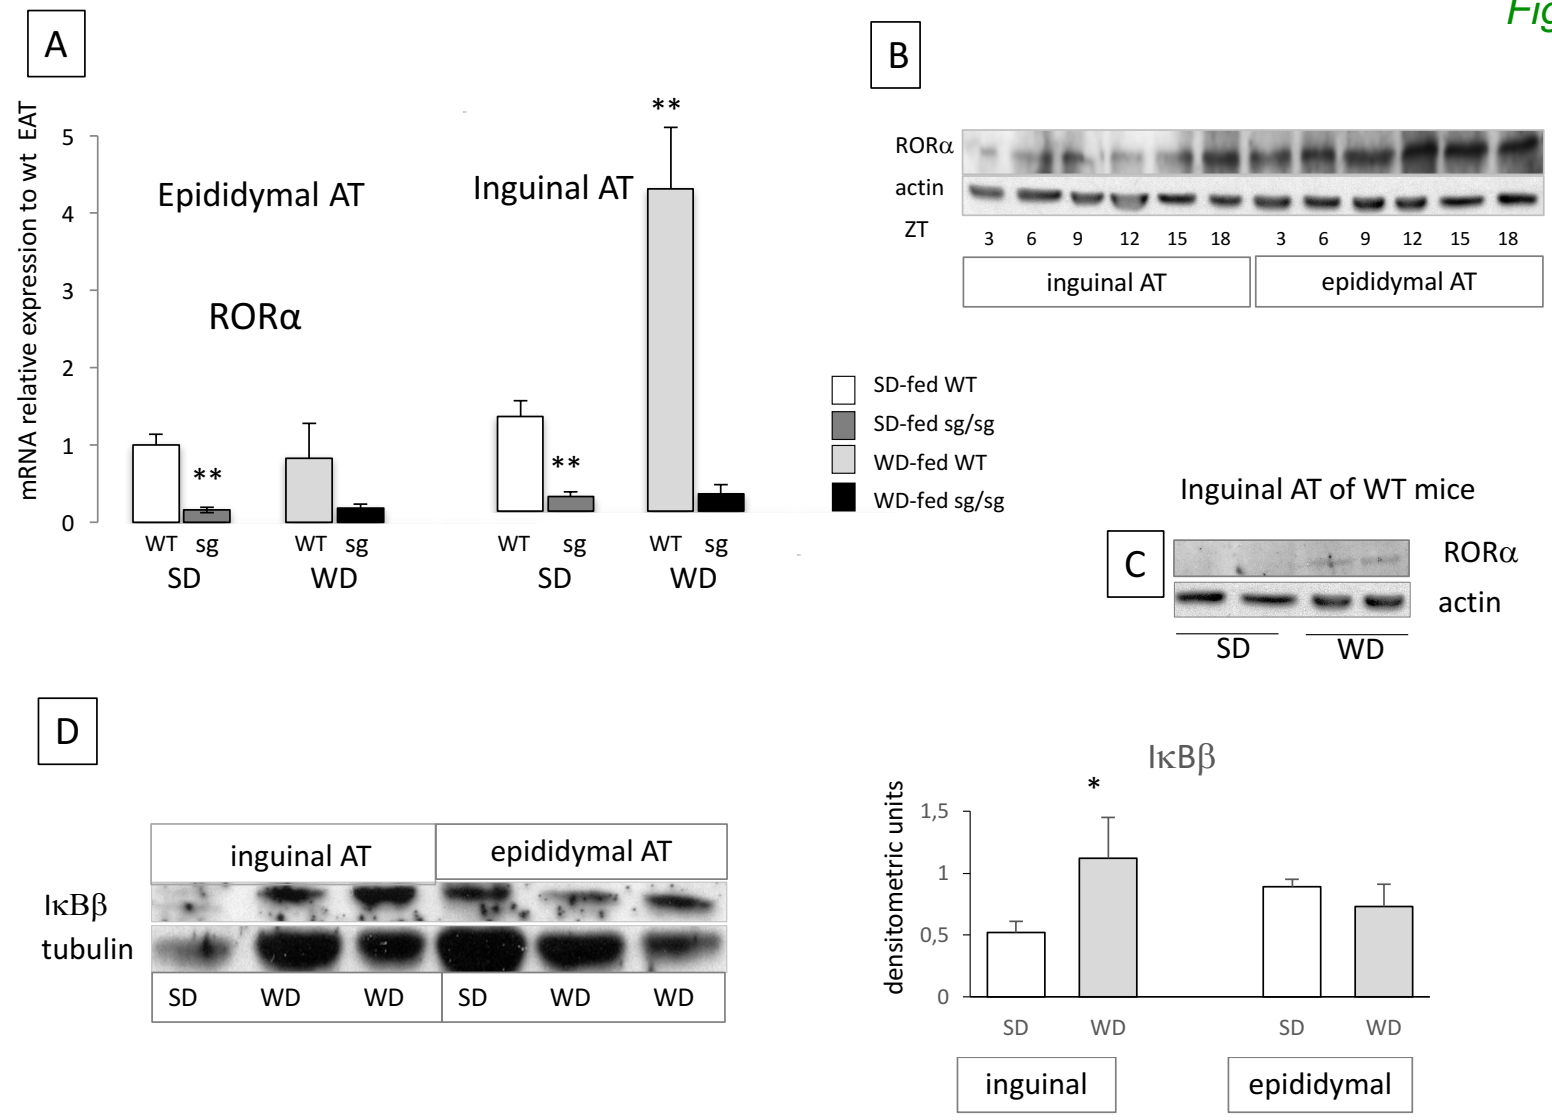 Fig
A
B
mRNA relative expression to wt EAT
5
4
3
2
1
0
Epididymal AT
Inguinal AT
RORα
**
**
**
WT sg WT sg WT sg WT sg
SD WD SD WD
RORα
actin
ZT 3 6 9 12 15 18 3 6 9 12 15 18
inguinal AT epididymal AT
SD-fed WT
SD-fed sg/sg
WD-fed WT
WD-fed sg/sg
Inguinal AT of WT mice
C
RORα
actin
SD WD
D
inguinal AT epididymal AT
IκBβ
tubulin
SD WD WD SD WD WD
IκBβ
*
densitometric units
1,5
1
0,5
0
SD WD SD WD
inguinal epididymal